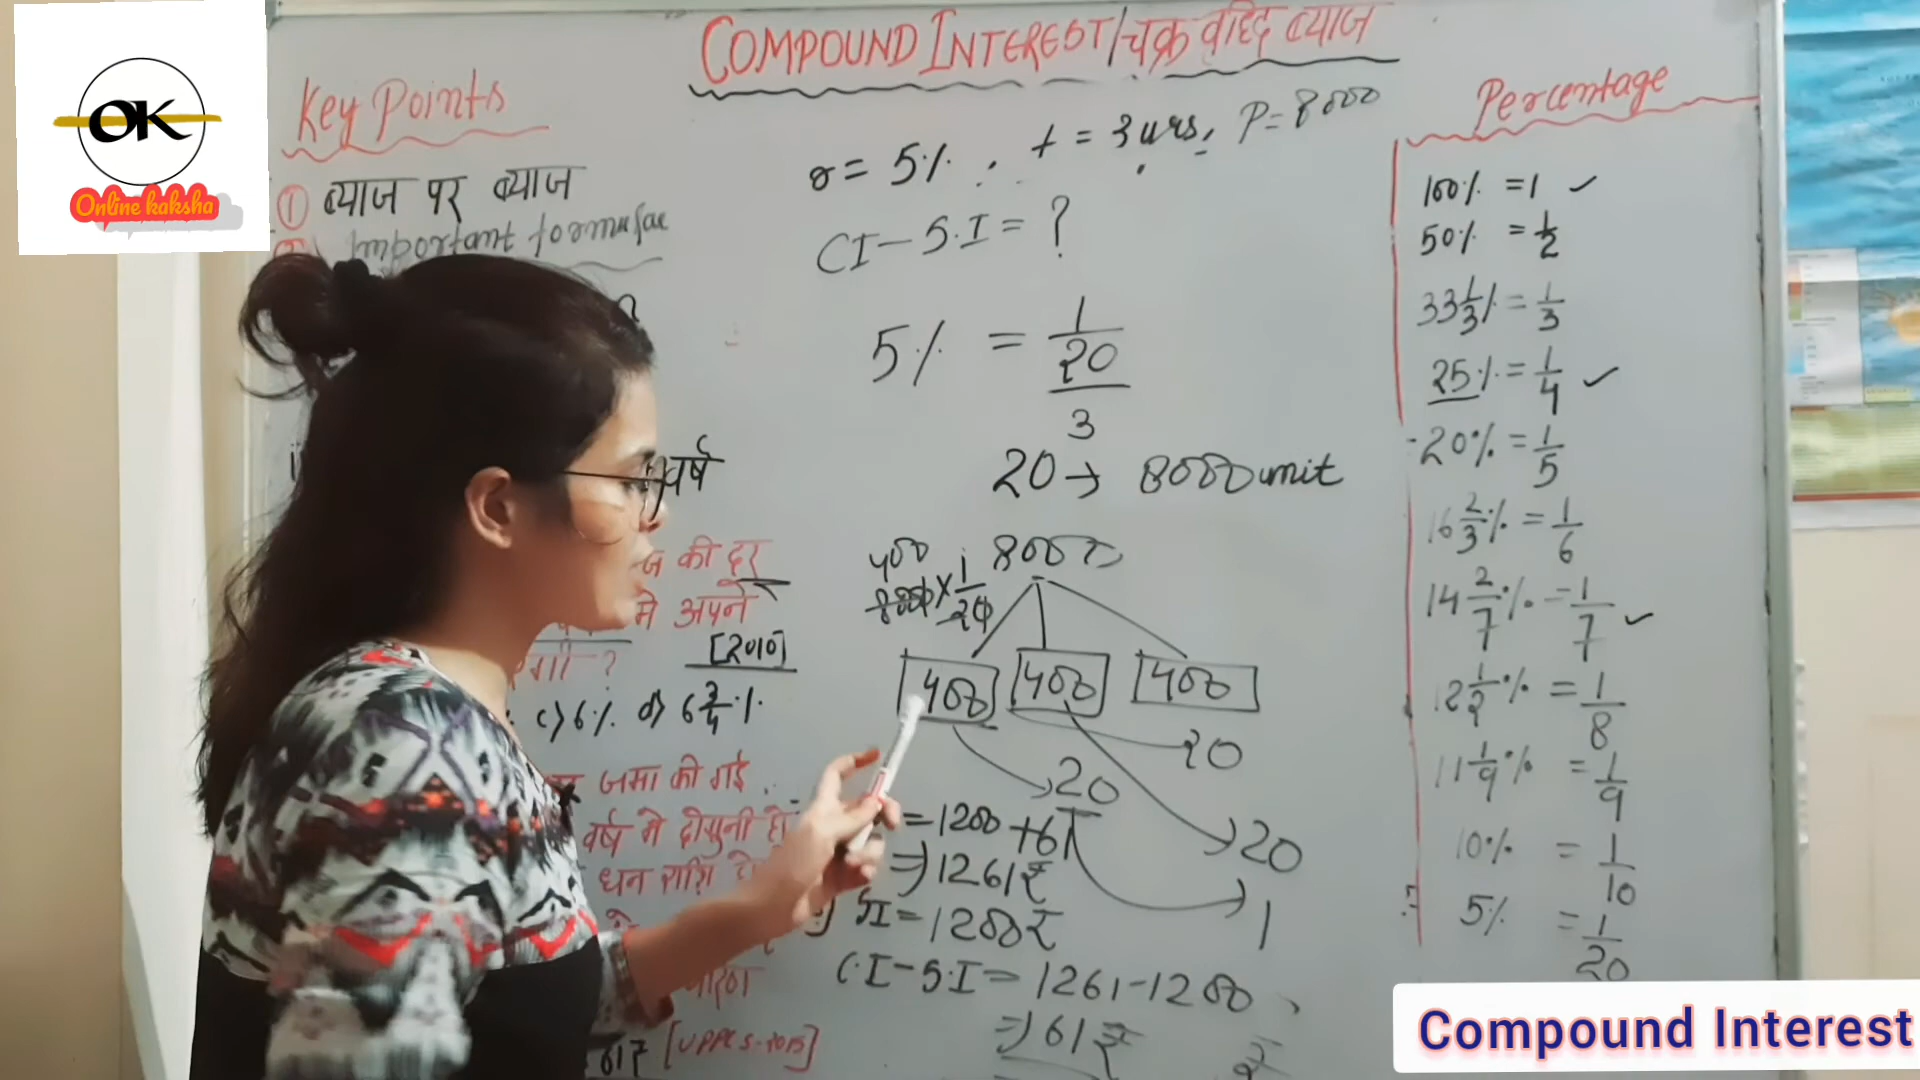 OK
Online kaksha
COMPOUND INTEREST/चक्र वृद्धि ब्याज
Key Points
① ब्याज पर ब्याज
Important formulae
वर्ष
की दर
में अपने
[2010]
?
c) 6% d) 6 3/4 %
जमा की गई
वर्ष मे दोगुनी हो
धन राशि
[UPPCS-2015]
r = 5%, t = 3 yrs, P = 8000
CI - S.I = ?
5% = 1/20
3
20 → 8000 unit
400
8000 × 1/20
8000
400 400 400
20
20
20
1
= 1200 + 61
⇒ 1261₹
SI = 1200₹
C.I - S.I = 1261 - 1200
⇒ 61₹
Percentage
100% = 1 ✓
50% = 1/2
33 1/3 % = 1/3
25% = 1/4 ✓
20% = 1/5
16 2/3 % = 1/6
14 2/7 % = 1/7 ✓
12 1/2 % = 1/8
11 1/9 % = 1/9
10% = 1/10
5% = 1/20
Compound Interest